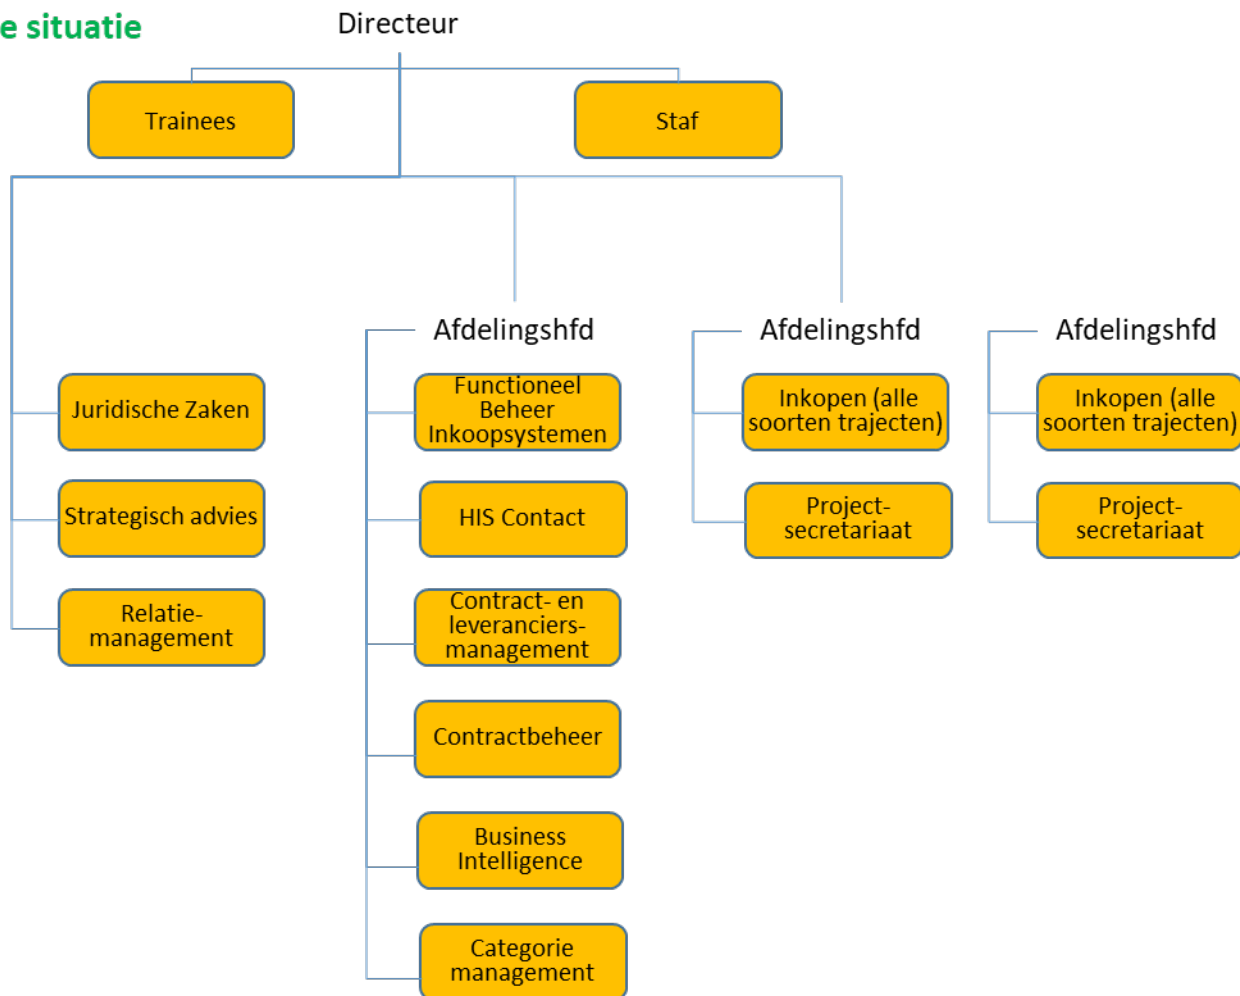 e situatie
Directeur
Trainees
Staf
Afdelingshfd
Afdelingshfd
Afdelingshfd
Juridische Zaken
Strategisch advies
Relatie-
management
Functioneel
Beheer
Inkoopsystemen
HIS Contact
Contract- en
leveranciers-
management
Contractbeheer
Business
Intelligence
Categorie
management
Inkopen (alle
soorten trajecten)
Project-
secretariaat
Inkopen (alle
soorten trajecten)
Project-
secretariaat